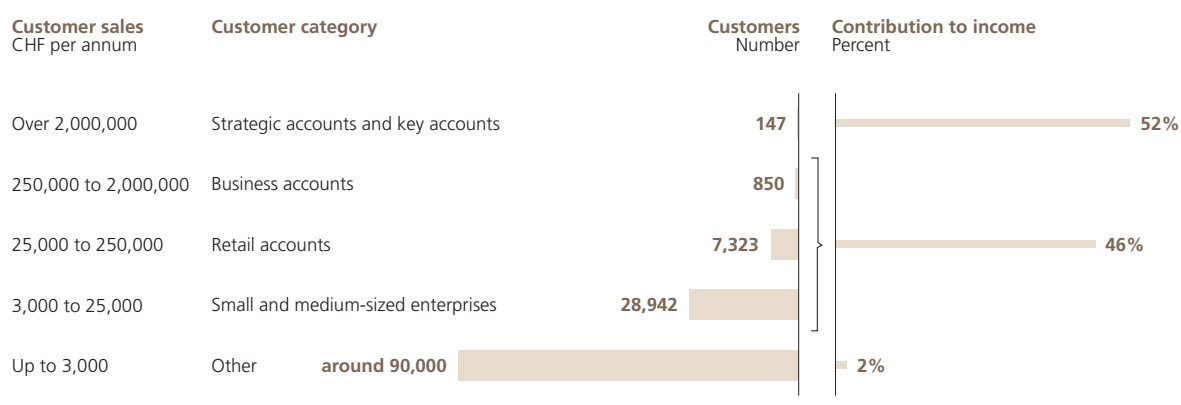 Customer sales Customer category Customers Contribution to income
CHF per annum Number Percent
Over 2,000,000 Strategic accounts and key accounts 147 52%
250,000 to 2,000,000 Business accounts 850
25,000 to 250,000 Retail accounts 7,323 46%
3,000 to 25,000 Small and medium-sized enterprises 28,942
Up to 3,000 Other around 90,000 2%